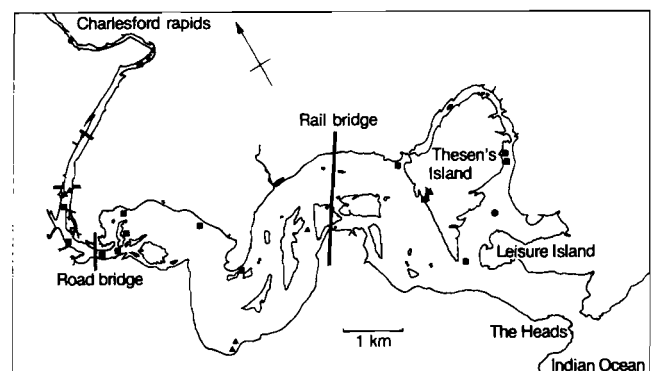 Charlesford rapids
Rail bridge
Thesen's
Island
Leisure Island
Road bridge
1 km
The Heads
Indian Ocean